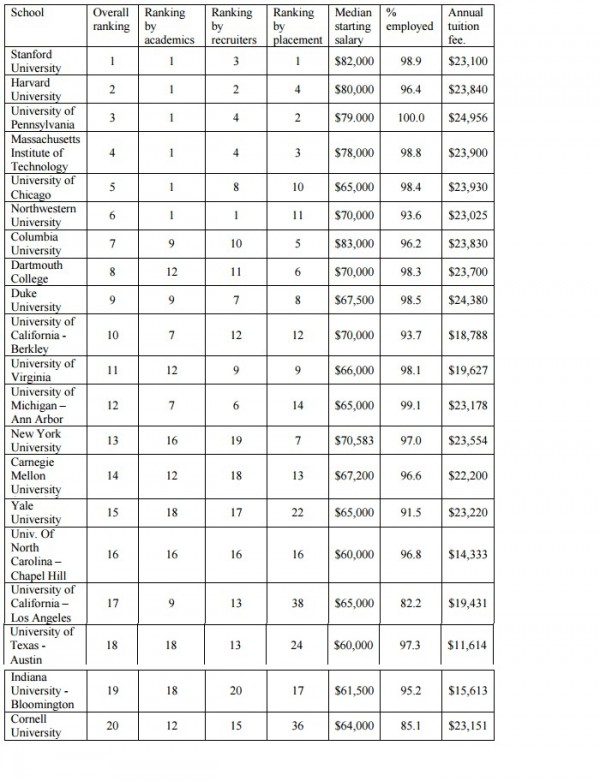 School Overall ranking Ranking by academics Ranking by recruiters Ranking by placement Median starting salary % employed Annual tuition fee.
Stanford University 1 1 3 1 $82,000 98.9 $23,100
Harvard University 2 1 2 4 $80,000 96.4 $23,840
University of Pennsylvania 3 1 4 2 $79.000 100.0 $24,956
Massachusetts Institute of Technology 4 1 4 3 $78,000 98.8 $23,900
University of Chicago 5 1 8 10 $65,000 98.4 $23,930
Northwestern University 6 1 1 11 $70,000 93.6 $23,025
Columbia University 7 9 10 5 $83,000 96.2 $23,830
Dartmouth College 8 12 11 6 $70,000 98.3 $23,700
Duke University 9 9 7 8 $67,500 98.5 $24,380
University of California - Berkley 10 7 12 12 $70,000 93.7 $18,788
University of Virginia 11 12 9 9 $66,000 98.1 $19,627
University of Michigan – Ann Arbor 12 7 6 14 $65,000 99.1 $23,178
New York University 13 16 19 7 $70,583 97.0 $23,554
Carnegie Mellon University 14 12 18 13 $67,200 96.6 $22,200
Yale University 15 18 17 22 $65,000 91.5 $23,220
Univ. Of North Carolina – Chapel Hill 16 16 16 16 $60,000 96.8 $14,333
University of California – Los Angeles 17 9 13 38 $65,000 82.2 $19,431
University of Texas - Austin 18 18 13 24 $60,000 97.3 $11,614
Indiana University - Bloomington 19 18 20 17 $61,500 95.2 $15,613
Cornell University 20 12 15 36 $64,000 85.1 $23,151